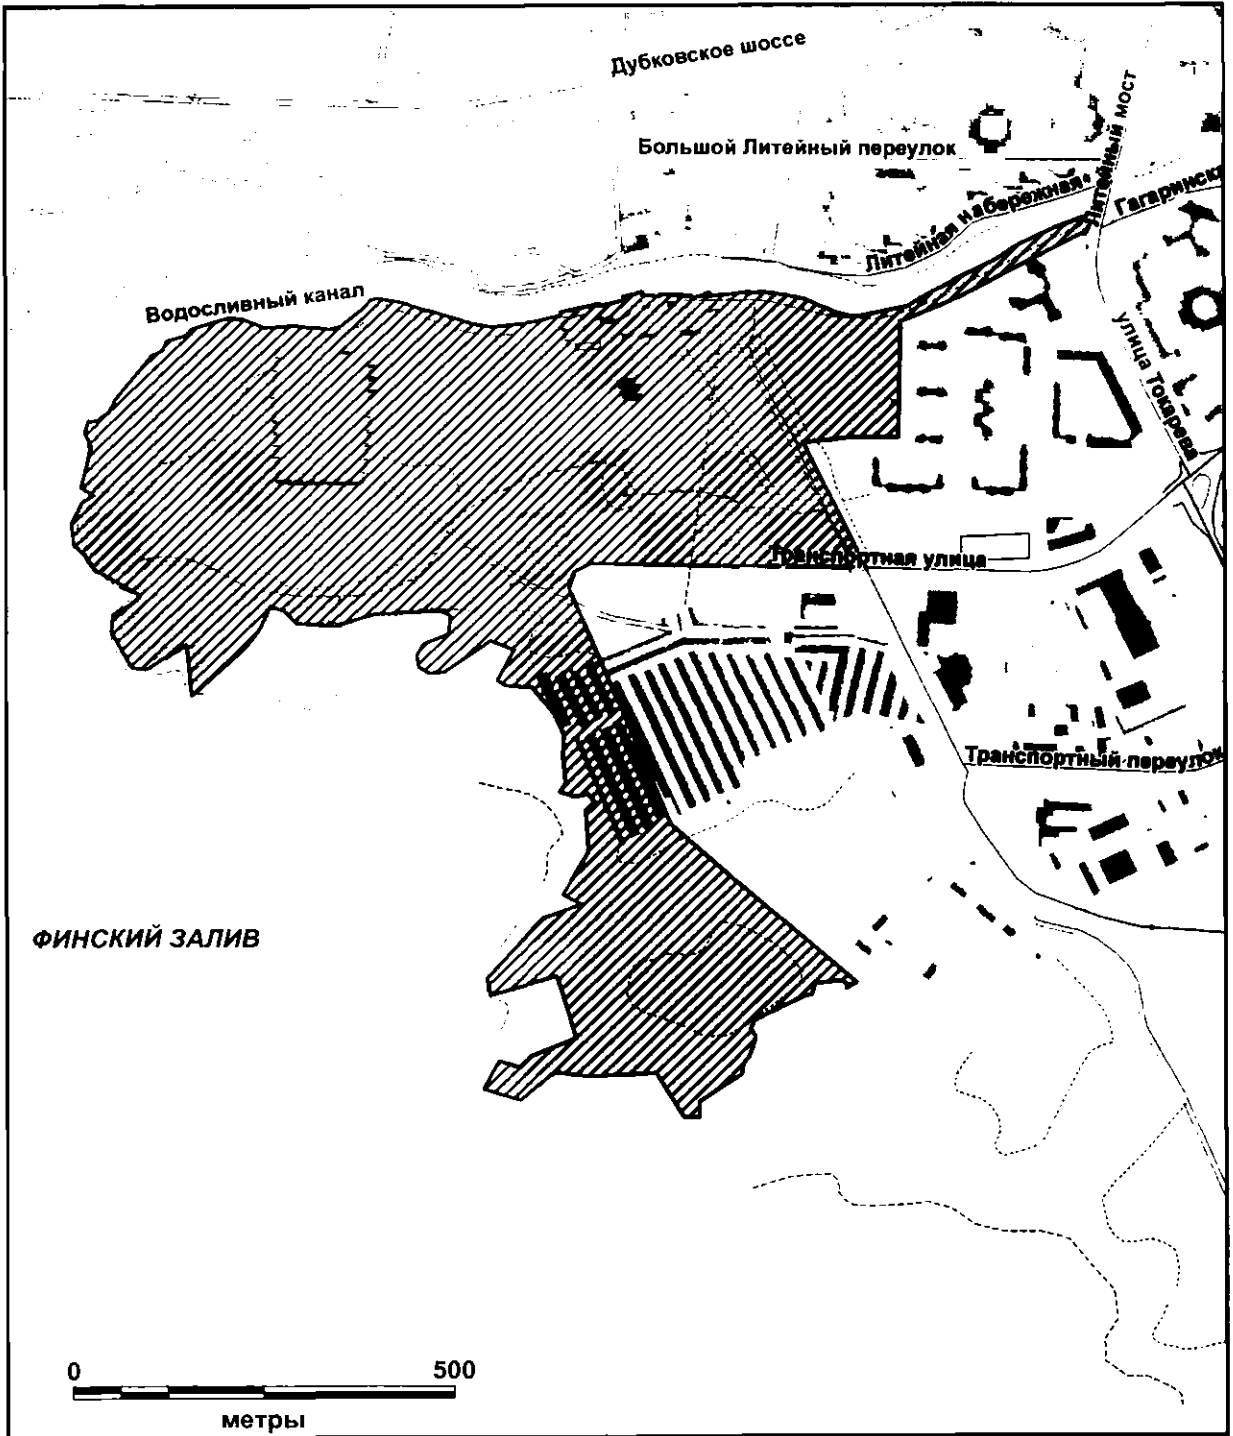 Дубковское шоссе
Литейный мост
Большой Литейный переулок
Литейная набережная
Гагаринска
Водосливный канал
улица Токарева
Транспортная улица
Транспортный переулок
ФИНСКИЙ ЗАЛИВ
0 500
метры